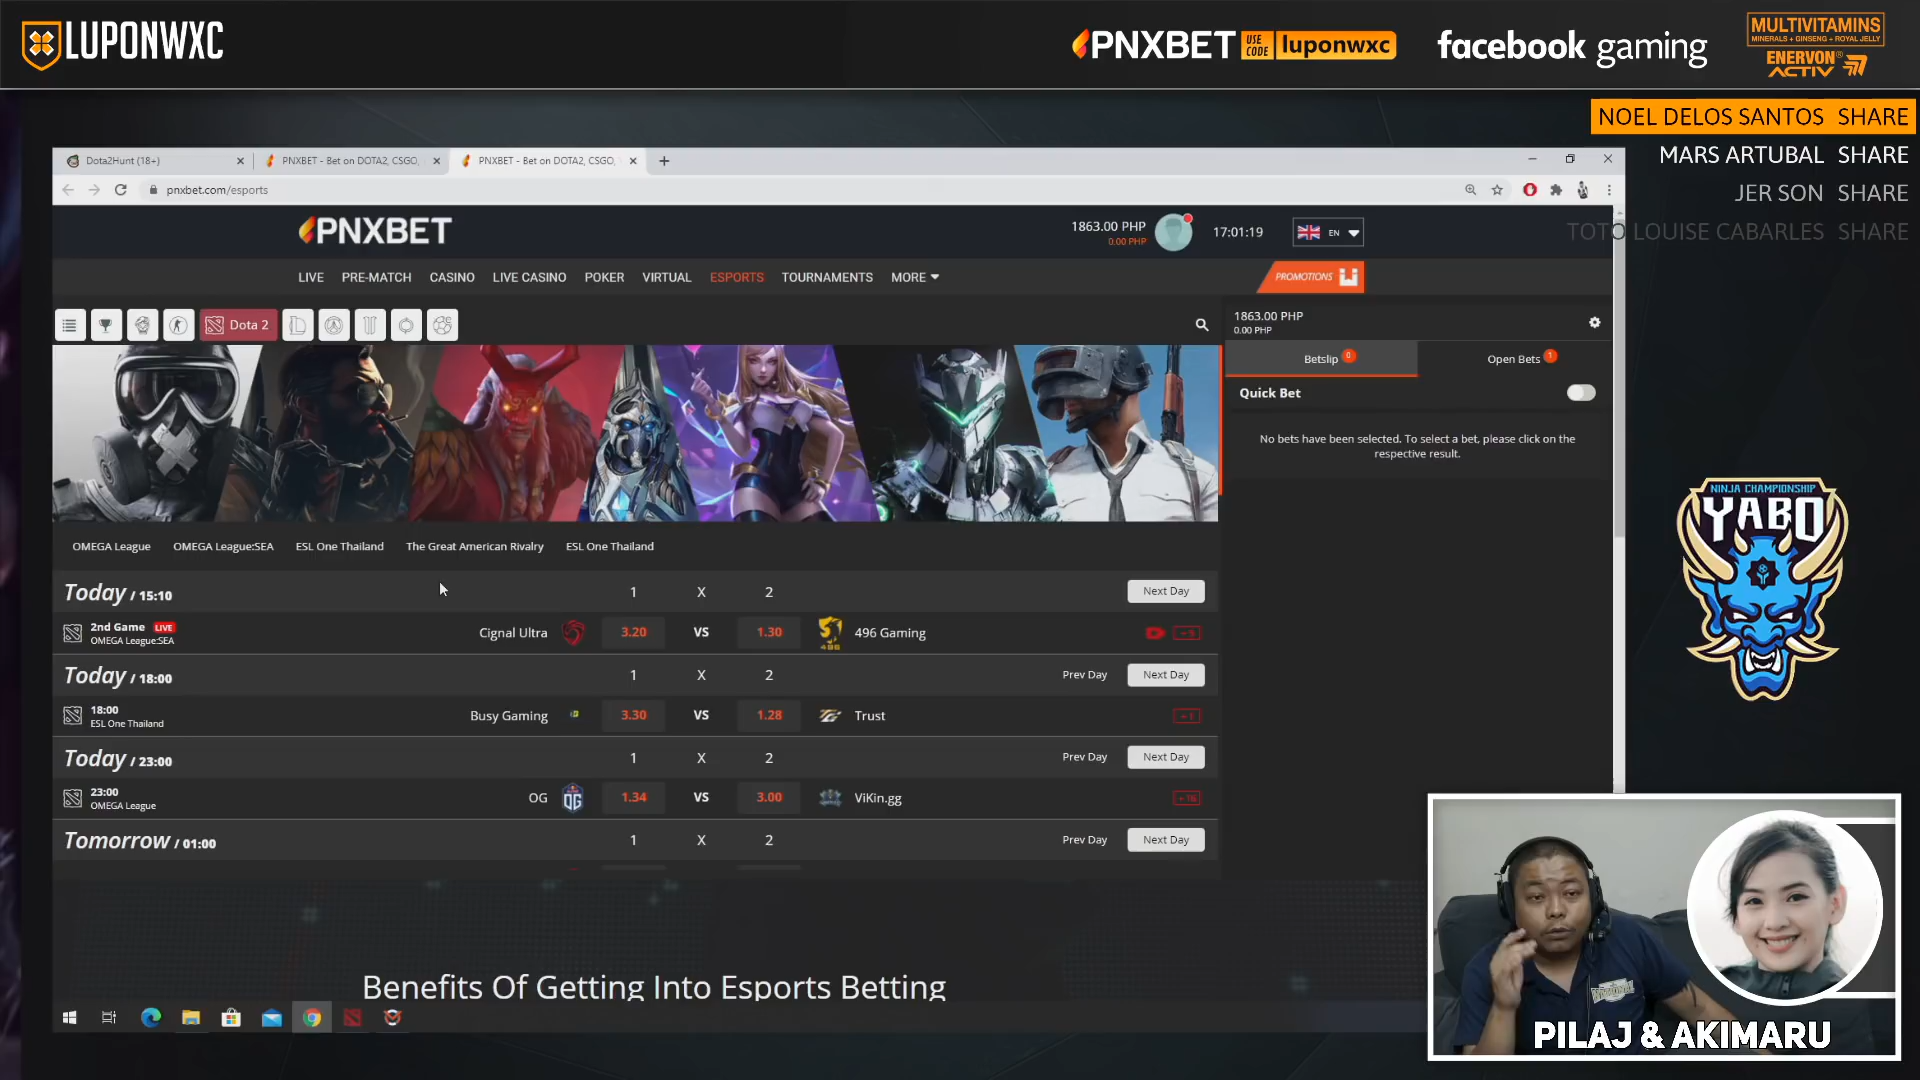 LUPONWXC
PNXBET USE CODE luponwxc
facebook gaming
MULTIVITAMINS
MINERALS + GINSENG + ROYAL JELLY
ENERVON®
ACTIV
NOEL DELOS SANTOS SHARE
MARS ARTUBAL SHARE
JER SON SHARE
TOTO LOUISE CABARLES SHARE
Dota2Hunt (18+)
PNXBET - Bet on DOTA2, CSGO,
PNXBET - Bet on DOTA2, CSGO,
pnxbet.com/esports
PNXBET
1863.00 PHP
0.00 PHP
17:01:19
EN
LIVE PRE-MATCH CASINO LIVE CASINO POKER VIRTUAL ESPORTS TOURNAMENTS MORE
PROMOTIONS
Dota 2
1863.00 PHP
0.00 PHP
Betslip 0
Open Bets 1
Quick Bet
No bets have been selected. To select a bet, please click on the
respective result.
OMEGA League OMEGA League:SEA ESL One Thailand The Great American Rivalry ESL One Thailand
Today / 15:10 1 X 2 Next Day
2nd Game LIVE
OMEGA League:SEA
Cignal Ultra 3.20 VS 1.30 496 Gaming
496
Today / 18:00 1 X 2 Prev Day Next Day
18:00
ESL One Thailand
Busy Gaming 3.30 VS 1.28 Trust +1
Today / 23:00 1 X 2 Prev Day Next Day
23:00
OMEGA League
OG OG 1.34 VS 3.00 ViKin.gg +16
Tomorrow / 01:00 1 X 2 Prev Day Next Day
Benefits Of Getting Into Esports Betting
NINJA CHAMPIONSHIP
YABO
PILAJ & AKIMARU